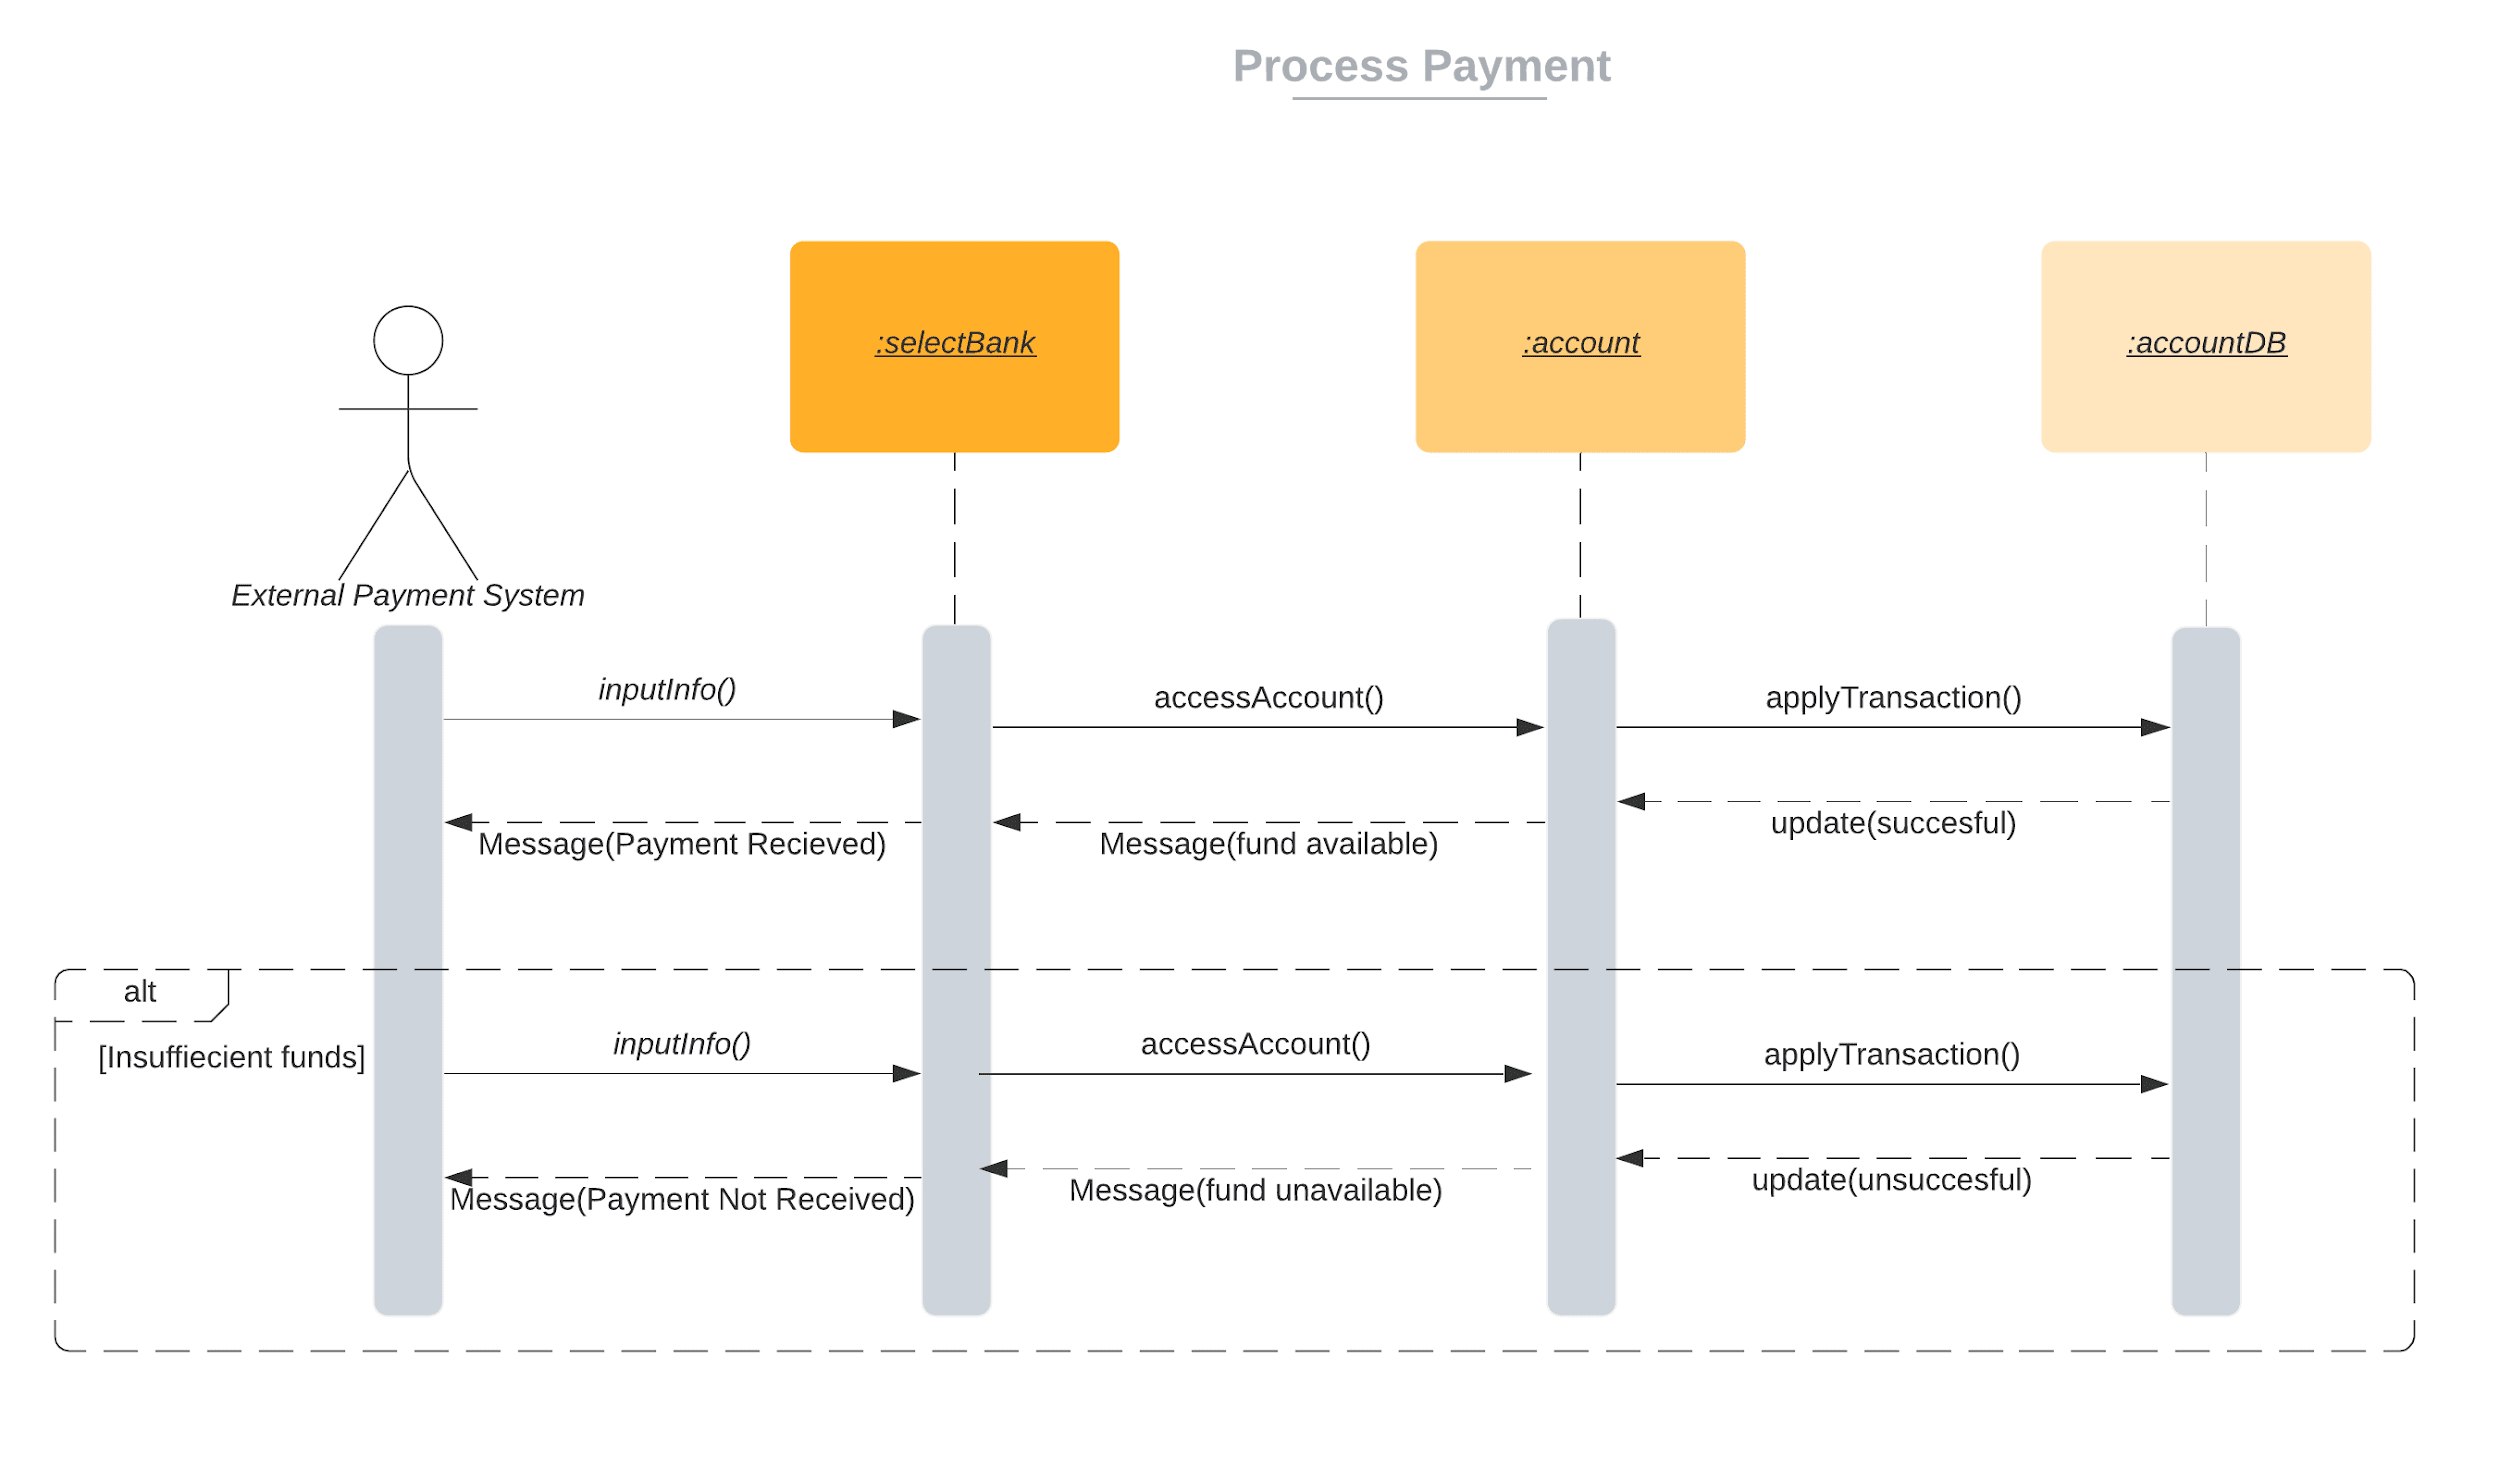 Process Payment
:selectBank
:account
:accountDB
External Payment System
inputInfo()
accessAccount()
applyTransaction()
update(succesful)
Message(Payment Recieved)
Message(fund available)
alt
[Insuffiecient funds]
inputInfo()
accessAccount()
applyTransaction()
update(unsuccesful)
Message(Payment Not Received)
Message(fund unavailable)